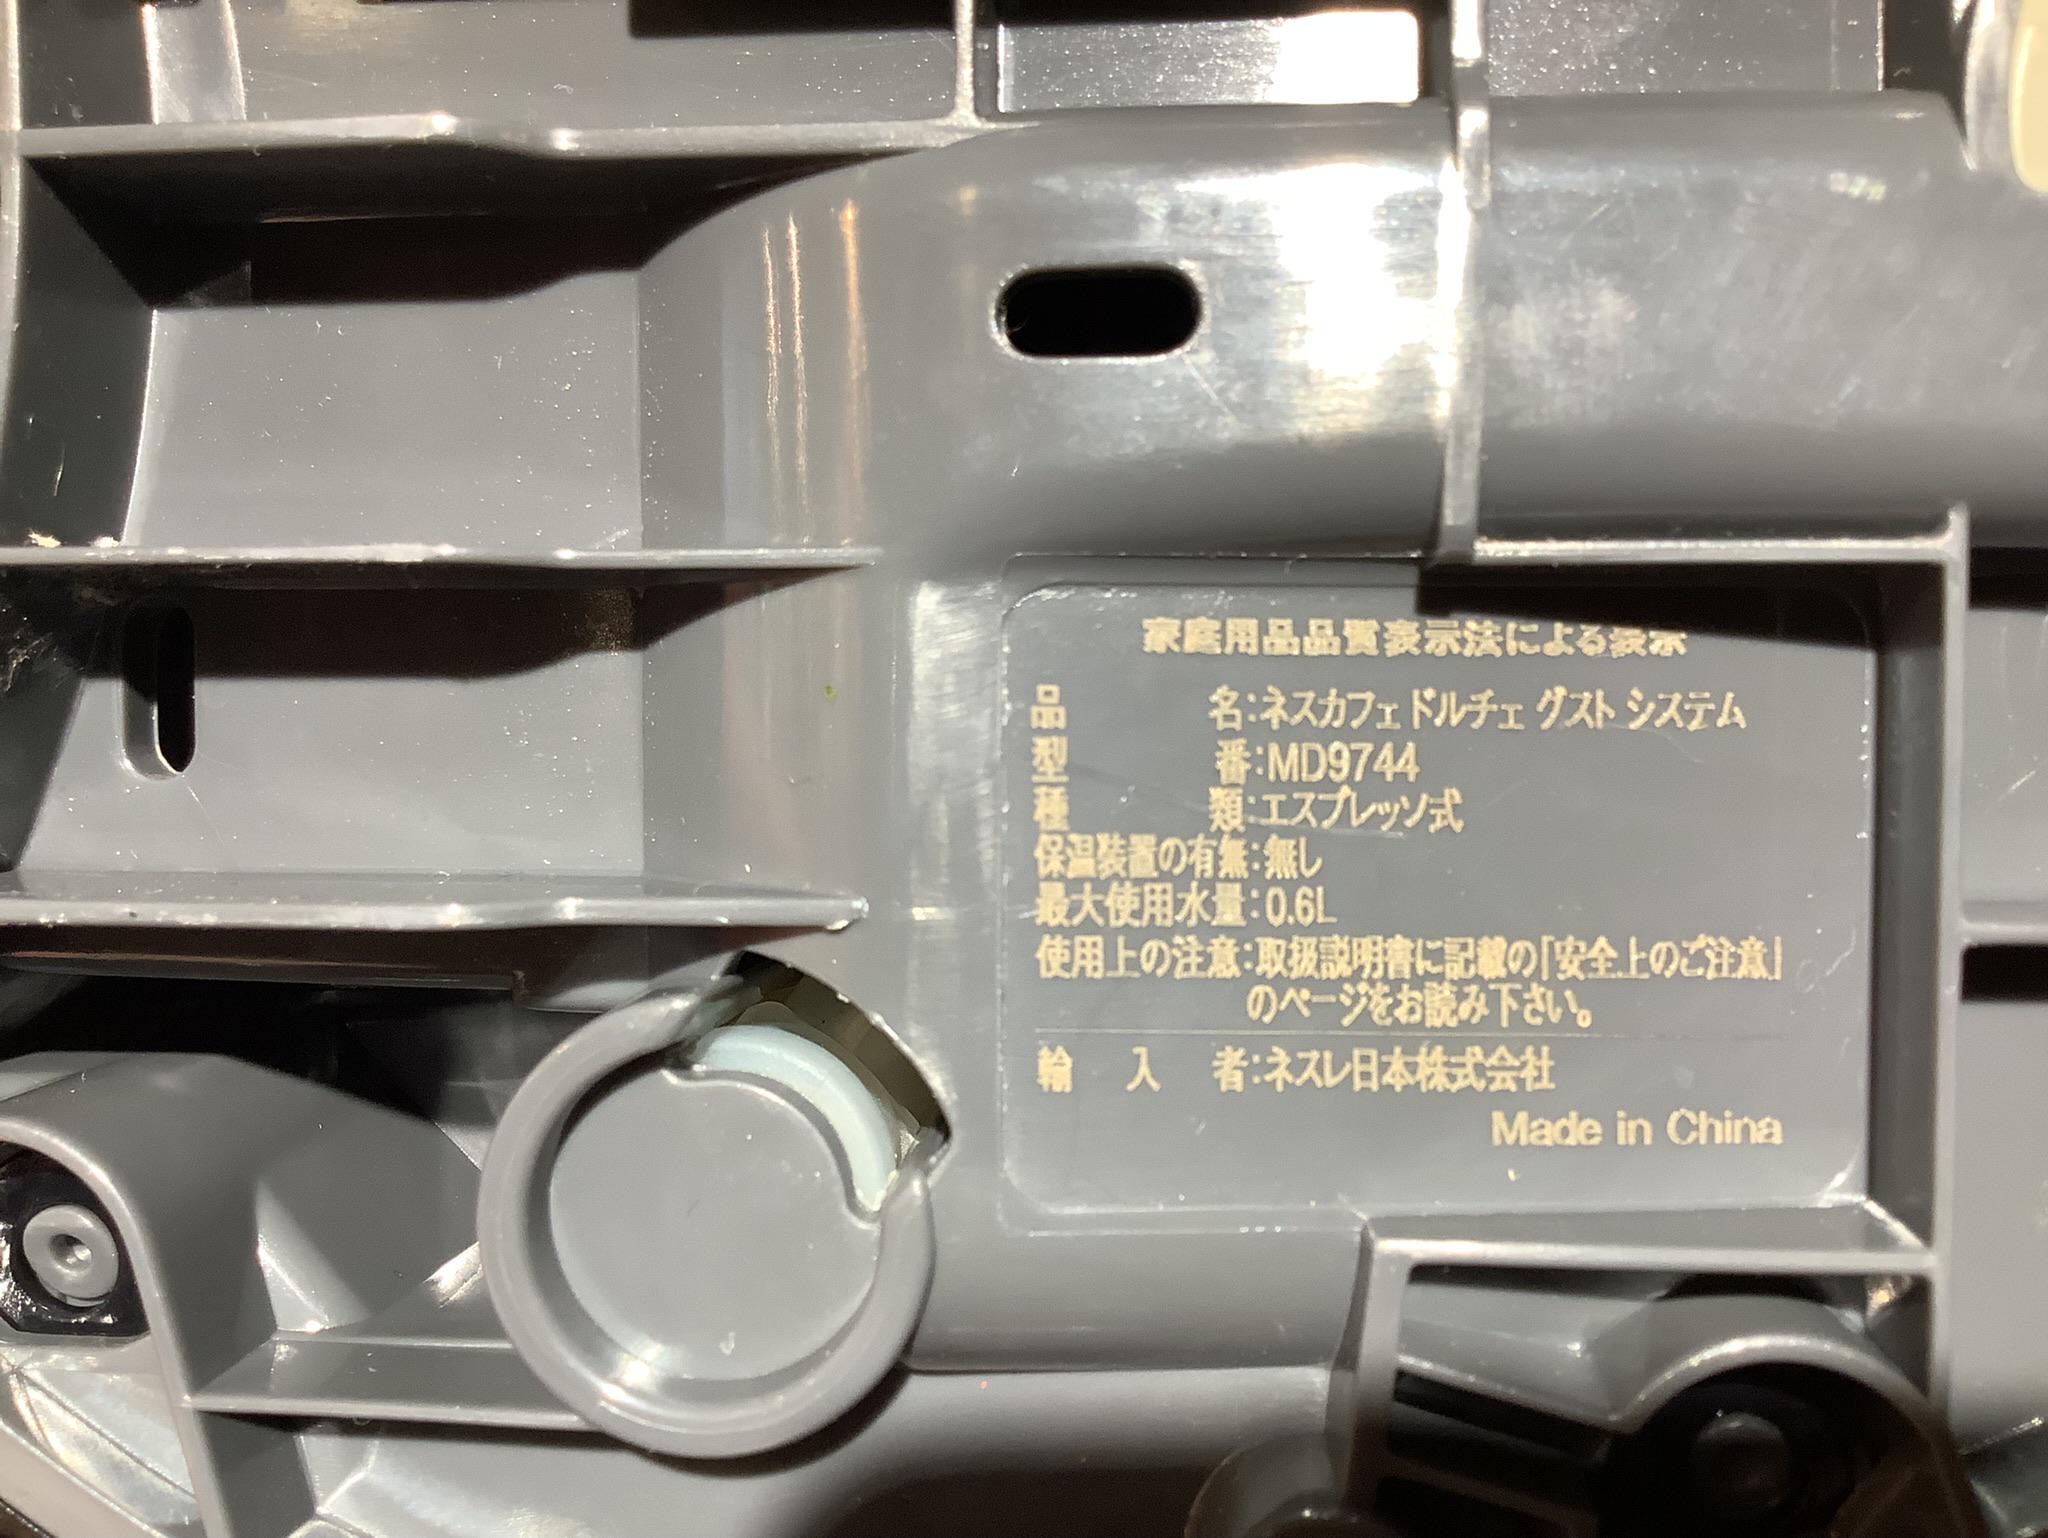 家庭用品品質表示法による表示
品 名:ネスカフェ ドルチェ グスト システム
型 番:MD9744
種 類:エスプレッソ式
保温装置の有無:無し
最大使用水量:0.6L
使用上の注意:取扱説明書に記載の「安全上のご注意」
のページをお読み下さい。
輸 入 者:ネスレ日本株式会社
Made in China